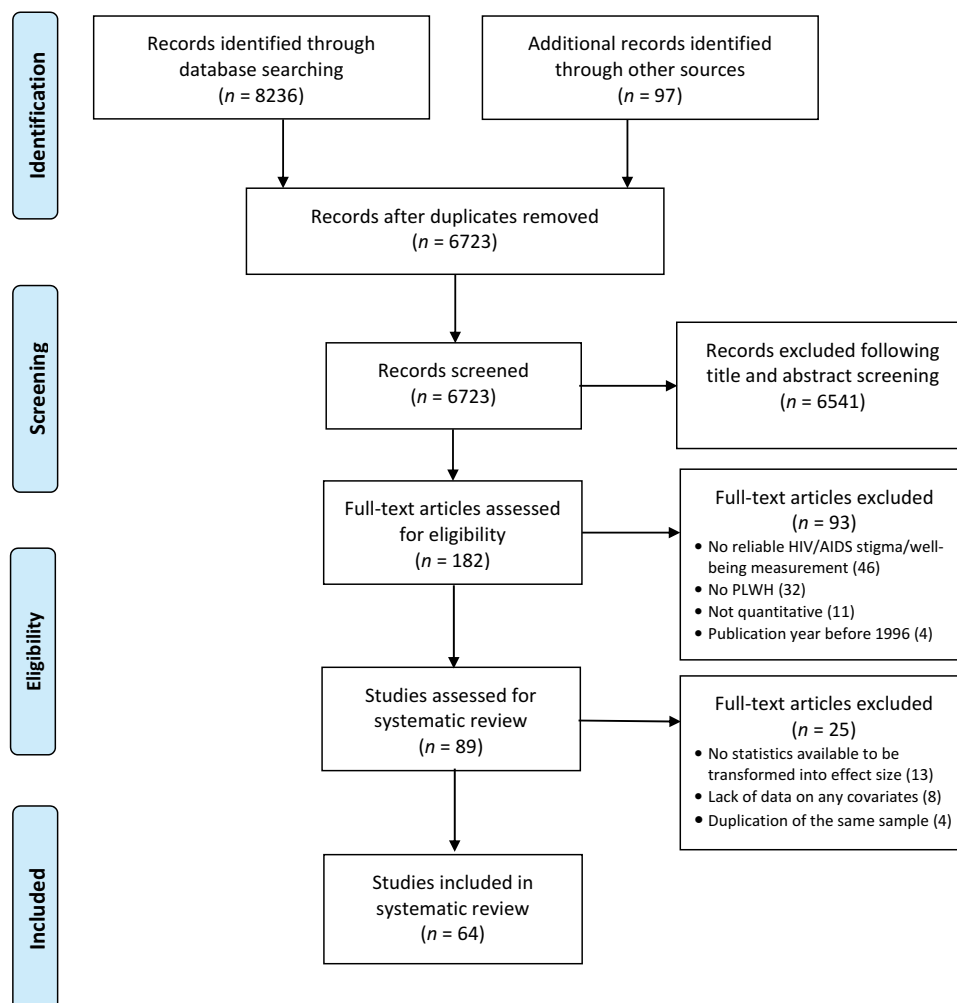 Identification
Records identified through
database searching
(n = 8236)
Additional records identified
through other sources
(n = 97)
Records after duplicates removed
(n = 6723)
Screening
Records screened
(n = 6723)
Records excluded following
title and abstract screening
(n = 6541)
Eligibility
Full-text articles assessed
for eligibility
(n = 182)
Full-text articles excluded
(n = 93)
• No reliable HIV/AIDS stigma/well-
being measurement (46)
• No PLWH (32)
• Not quantitative (11)
• Publication year before 1996 (4)
Studies assessed for
systematic review
(n = 89)
Full-text articles excluded
(n = 25)
• No statistics available to be
transformed into effect size (13)
• Lack of data on any covariates (8)
• Duplication of the same sample (4)
Included
Studies included in
systematic review
(n = 64)